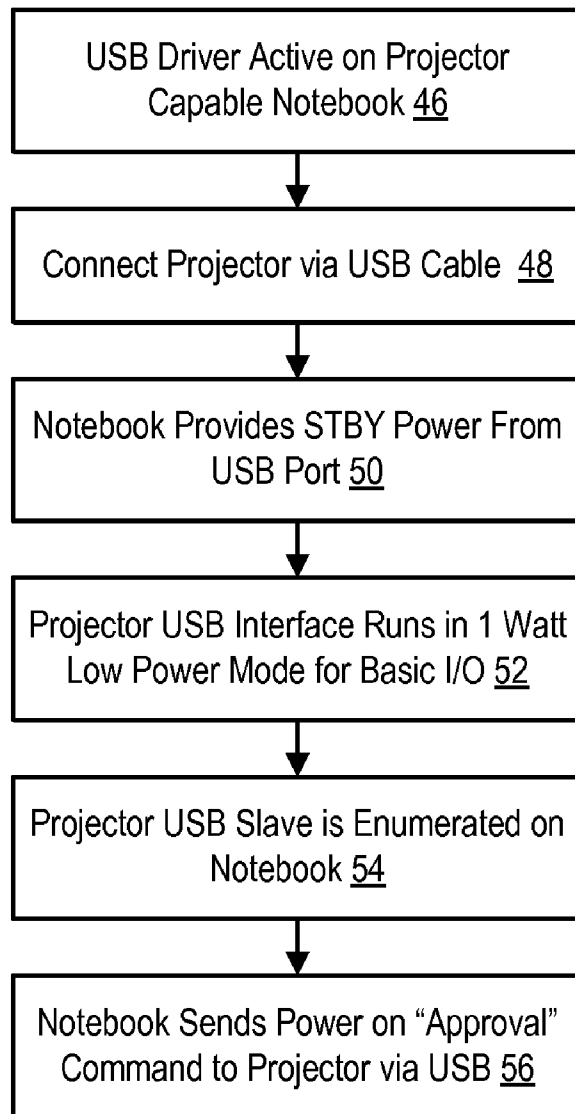 USB Driver Active on Projector
Capable Notebook 46
Connect Projector via USB Cable 48
Notebook Provides STBY Power From
USB Port 50
Projector USB Interface Runs in 1 Watt
Low Power Mode for Basic I/O 52
Projector USB Slave is Enumerated on
Notebook 54
Notebook Sends Power on “Approval”
Command to Projector via USB 56